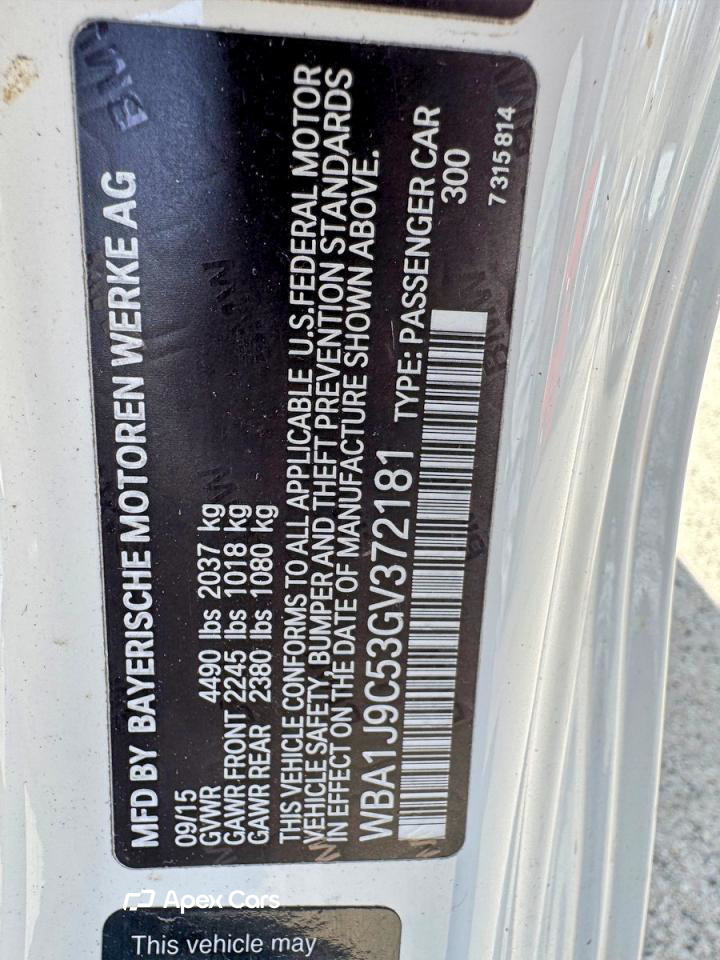 MFD BY BAYERISCHE MOTOREN WERKE AG
09/15
GVWR 4490 lbs 2037 kg
GAWR FRONT 2245 lbs 1018 kg
GAWR REAR 2380 lbs 1080 kg
THIS VEHICLE CONFORMS TO ALL APPLICABLE U.S.FEDERAL MOTOR
VEHICLE SAFETY, BUMPER AND THEFT PREVENTION STANDARDS
IN EFFECT ON THE DATE OF MANUFACTURE SHOWN ABOVE.
WBA1J9C53GV372181 TYPE: PASSENGER CAR
300
7 315 814
Apex Cars
This vehicle may